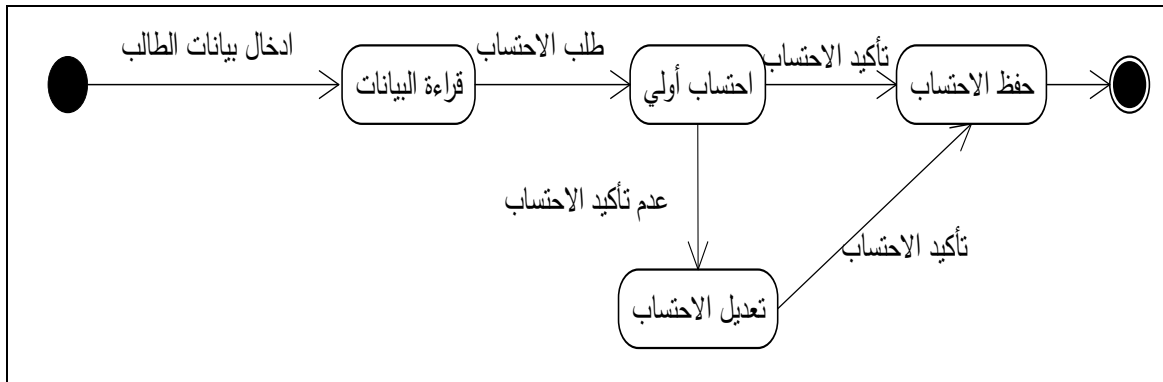 ادخال بيانات الطالب
قراءة البيانات
طلب الاحتساب
احتساب أولي
تأكيد الاحتساب
حفظ الاحتساب
عدم تأكيد الاحتساب
تأكيد الاحتساب
تعديل الاحتساب